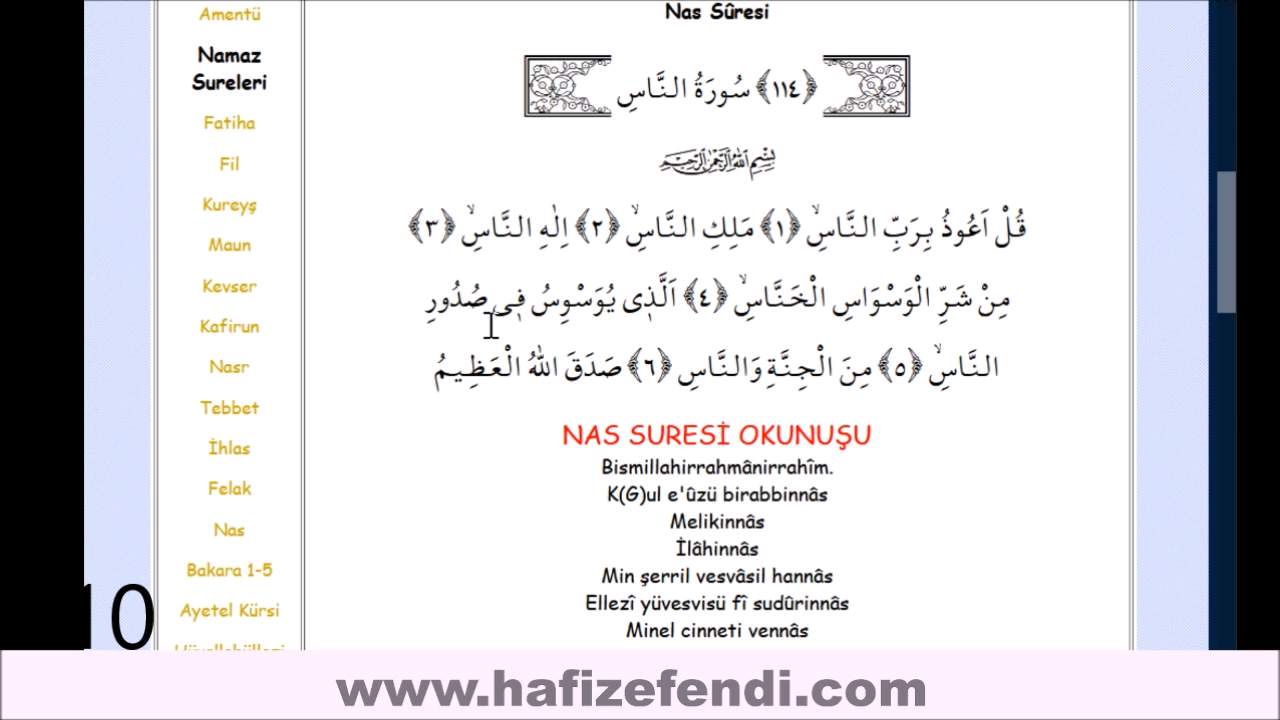 Amentü
Namaz
Sureleri
Fatiha
Fil
Kureyş
Maun
Kevser
Kafirun
Nasr
Tebbet
İhlas
Felak
Nas
Bakara 1-5
Ayetel Kürsi
Nas Sûresi
﴿١١٤﴾ سُورَةُ النَّاسِ
بِسْمِ اللهِ الرَّحْمٰنِ الرَّحِيمِ
قُلْ اَعُوذُ بِرَبِّ النَّاسِۙ ﴿١﴾ مَلِكِ النَّاسِۙ ﴿٢﴾ اِلٰهِ النَّاسِۙ ﴿٣﴾
مِنْ شَرِّ الْوَسْوَاسِ الْخَنَّاسِۙ ﴿٤﴾ اَلَّذ۪ى يُوَسْوِسُ ف۪ى صُدُورِ
النَّاسِۙ ﴿٥﴾ مِنَ الْجِنَّةِ وَالنَّاسِ ﴿٦﴾ صَدَقَ اللهُ الْعَظِيمُ
NAS SURESİ OKUNUŞU
Bismillahirrahmânirrahîm.
K(G)ul e'ûzü birabbinnâs
Melikinnâs
İlâhinnâs
Min şerril vesvâsil hannâs
Ellezî yüvesvisü fî sudûrinnâs
Minel cinneti vennâs
10
www.hafizefendi.com